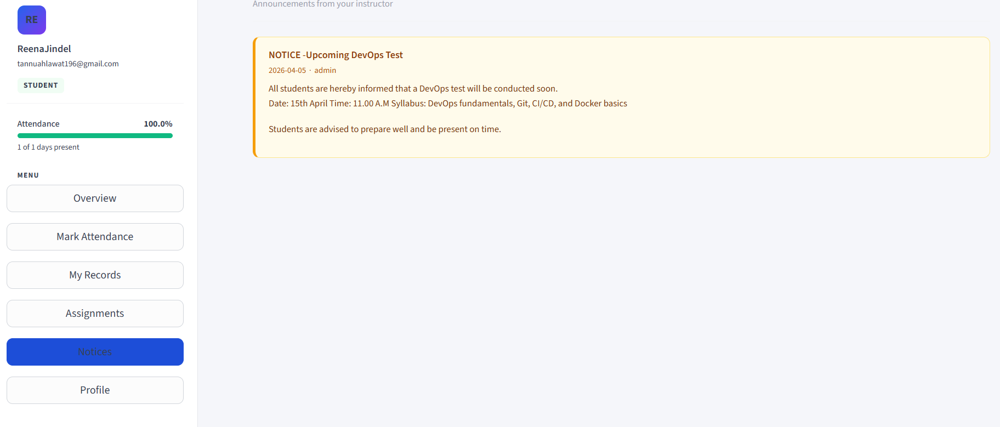 RE
ReenaJindel
tannuahlawat196@gmail.com
STUDENT
Attendance 100.0%
1 of 1 days present
MENU
Overview
Mark Attendance
My Records
Assignments
Notices
Profile
Announcements from your instructor
NOTICE -Upcoming DevOps Test
2026-04-05 · admin
All students are hereby informed that a DevOps test will be conducted soon.
Date: 15th April Time: 11.00 A.M Syllabus: DevOps fundamentals, Git, CI/CD, and Docker basics
Students are advised to prepare well and be present on time.